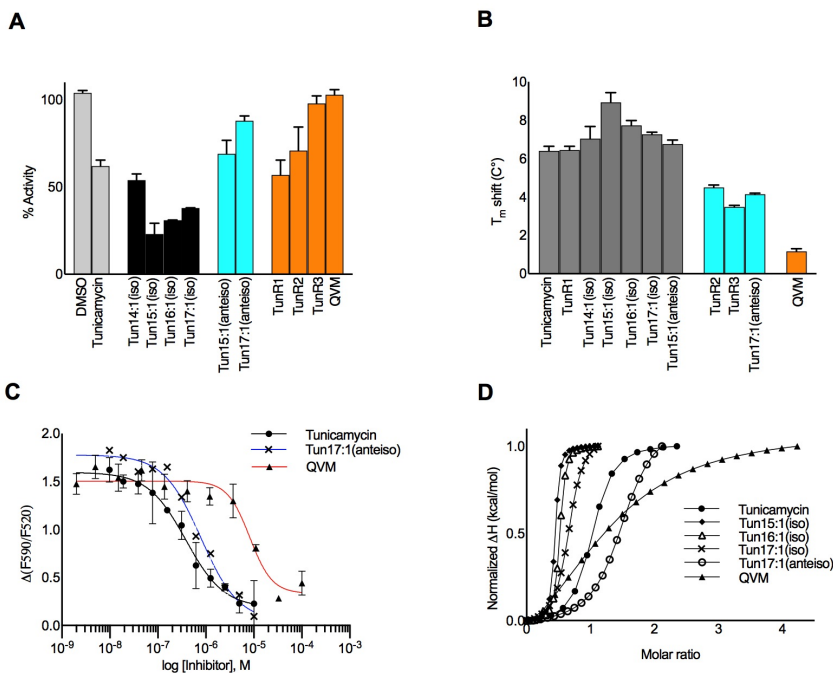 A
% Activity
100
50
0
DMSO
Tunicamycin
Tun14:1(iso)
Tun15:1(iso)
Tun16:1(iso)
Tun17:1(iso)
Tun15:1(anteiso)
Tun17:1(anteiso)
TunR1
TunR2
TunR3
QVM
B
Tm shift (C°)
10
8
6
4
2
0
Tunicamycin
TunR1
Tun14:1(iso)
Tun15:1(iso)
Tun16:1(iso)
Tun17:1(iso)
Tun15:1(anteiso)
TunR2
TunR3
Tun17:1(anteiso)
QVM
C
Δ(F590/F520)
2.0
1.5
1.0
0.5
0.0
Tunicamycin
Tun17:1(anteiso)
QVM
10-9
10-8
10-7
10-6
10-5
10-4
10-3
log [Inhibitor], M
D
Normalized ΔH (kcal/mol)
1.0
0.5
0.0
Tunicamycin
Tun15:1(iso)
Tun16:1(iso)
Tun17:1(iso)
Tun17:1(anteiso)
QVM
0
1
2
3
4
Molar ratio